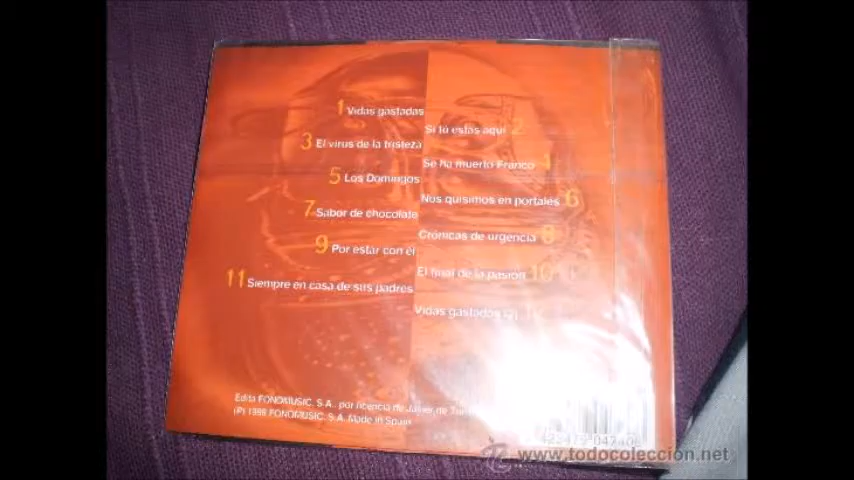 1 Vidas gastadas
Si tú estás aquí 2
3 El virus de la tristeza
Se ha muerto Franco 4
5 Los Domingos
Nos quisimos en portales 6
7 Sabor de chocolate
Crónicas de urgencia 8
9 Por estar con él
El final de la pasión 10
11 Siempre en casa de sus padres
Vidas gastadas
Edita FONOMUSIC, S.A., por licencia de Javier de
(P) 1998 FONOMUSIC, S.A. Made in Spain
www.todocoleccion.net